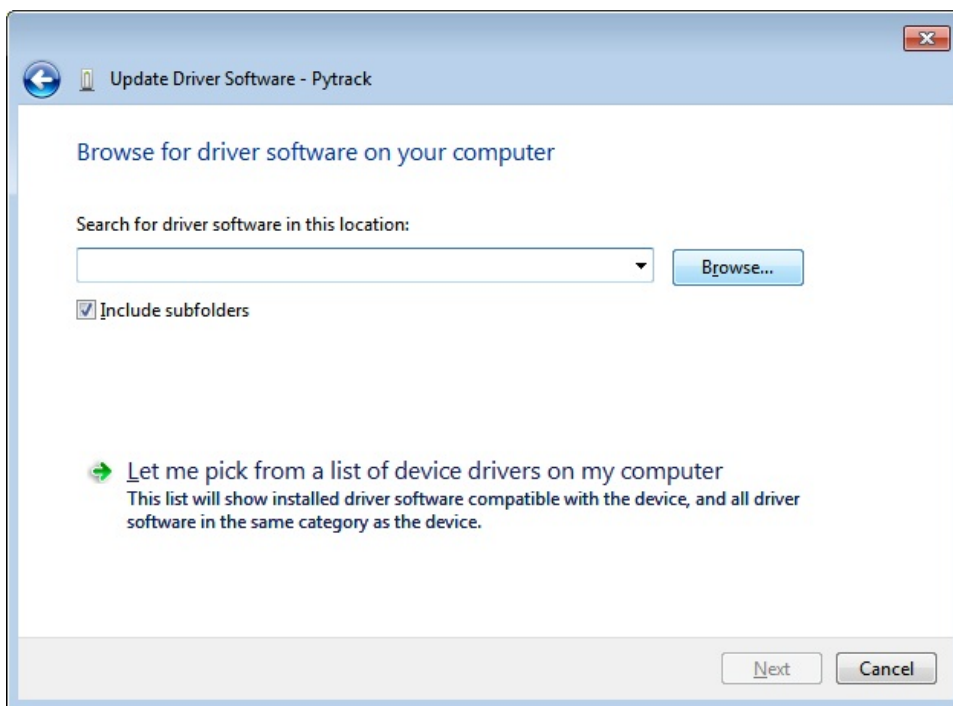 Update Driver Software - Pytrack
Browse for driver software on your computer
Search for driver software in this location:
Browse...
Include subfolders
Let me pick from a list of device drivers on my computer
This list will show installed driver software compatible with the device, and all driver
software in the same category as the device.
Next
Cancel